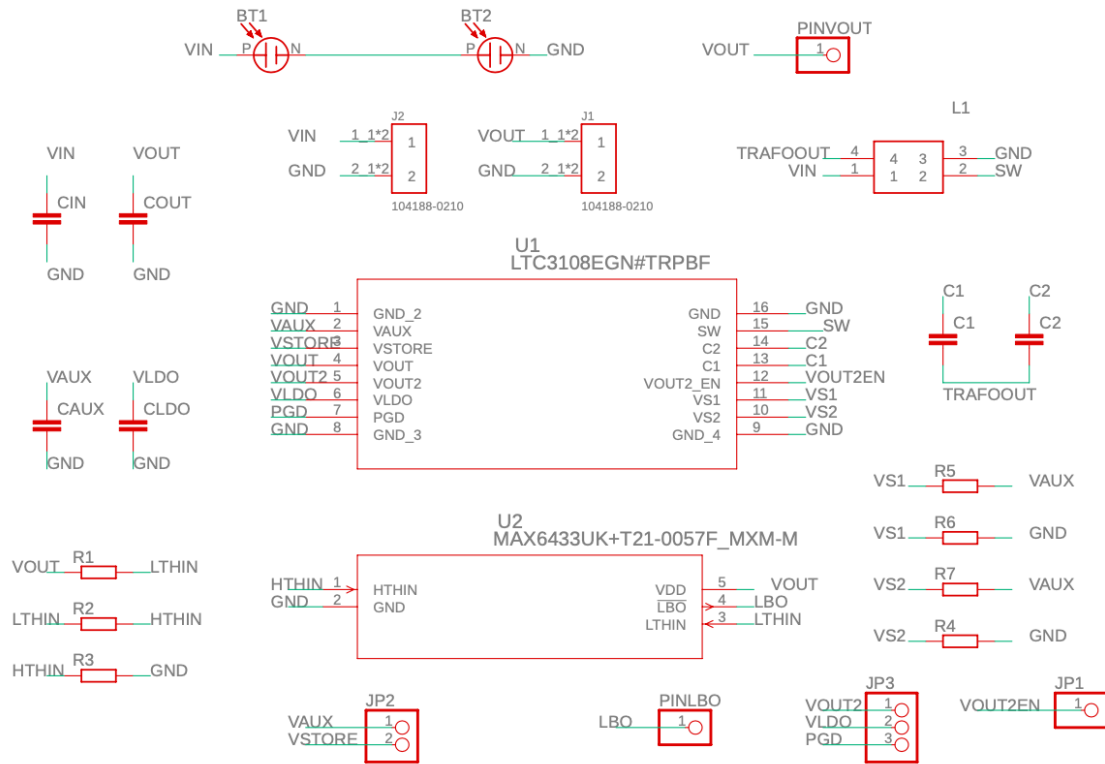 BT1
BT2
VIN P N
P N GND
PINVOUT
VOUT 1
J2
J1
VIN 1_1*2 1
GND 2_1*2 2
104188-0210
VOUT 1_1*2 1
GND 2_1*2 2
104188-0210
L1
TRAFOOUT 4 4 3 3 GND
VIN 1 1 2 2 SW
VIN
CIN
GND
VOUT
COUT
GND
U1
LTC3108EGN#TRPBF
GND 1 GND_2
VAUX 2 VAUX
VSTORE 3 VSTORE
VOUT 4 VOUT
VOUT2 5 VOUT2
VLDO 6 VLDO
PGD 7 PGD
GND 8 GND_3
GND 16 GND
SW 15 SW
C2 14 C2
C1 13 C1
VOUT2_EN 12 VOUT2EN
VS1 11 VS1
VS2 10 VS2
GND_4 9 GND
C1
C1
C2
C2
TRAFOOUT
VAUX
CAUX
GND
VLDO
CLDO
GND
VS1 R5 VAUX
VS1 R6 GND
VS2 R7 VAUX
VS2 R4 GND
VOUT R1 LTHIN
LTHIN R2 HTHIN
HTHIN R3 GND
U2
MAX6433UK+T21-0057F_MXM-M
HTHIN 1 HTHIN
GND 2 GND
VDD 5 VOUT
LBO 4 LBO
LTHIN 3 LTHIN
JP2
VAUX 1
VSTORE 2
PINLBO
LBO 1
JP3
VOUT2 1
VLDO 2
PGD 3
JP1
VOUT2EN 1